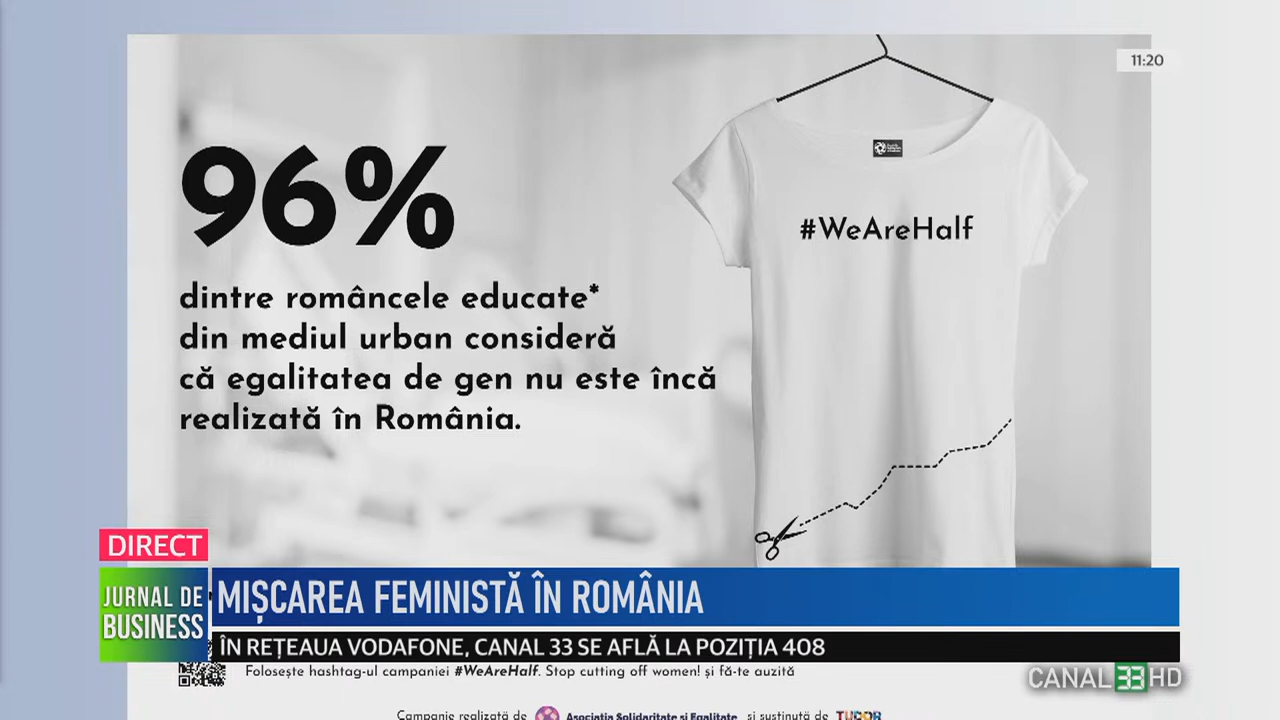 11:20
96%
dintre româncele educate*
din mediul urban consideră
că egalitatea de gen nu este încă
realizată în România.
#WeAreHalf
DIRECT
JURNAL DE
BUSINESS
MIȘCAREA FEMINISTĂ ÎN ROMÂNIA
ÎN REȚEAUA VODAFONE, CANAL 33 SE AFLĂ LA POZIȚIA 408
Folosește hashtag-ul campaniei #WeAreHalf. Stop cutting off women! și fă-te auzită
CANAL 33 HD
Campanie realizată de Asociația Solidaritate și Egalitate și susținută de TUDOR